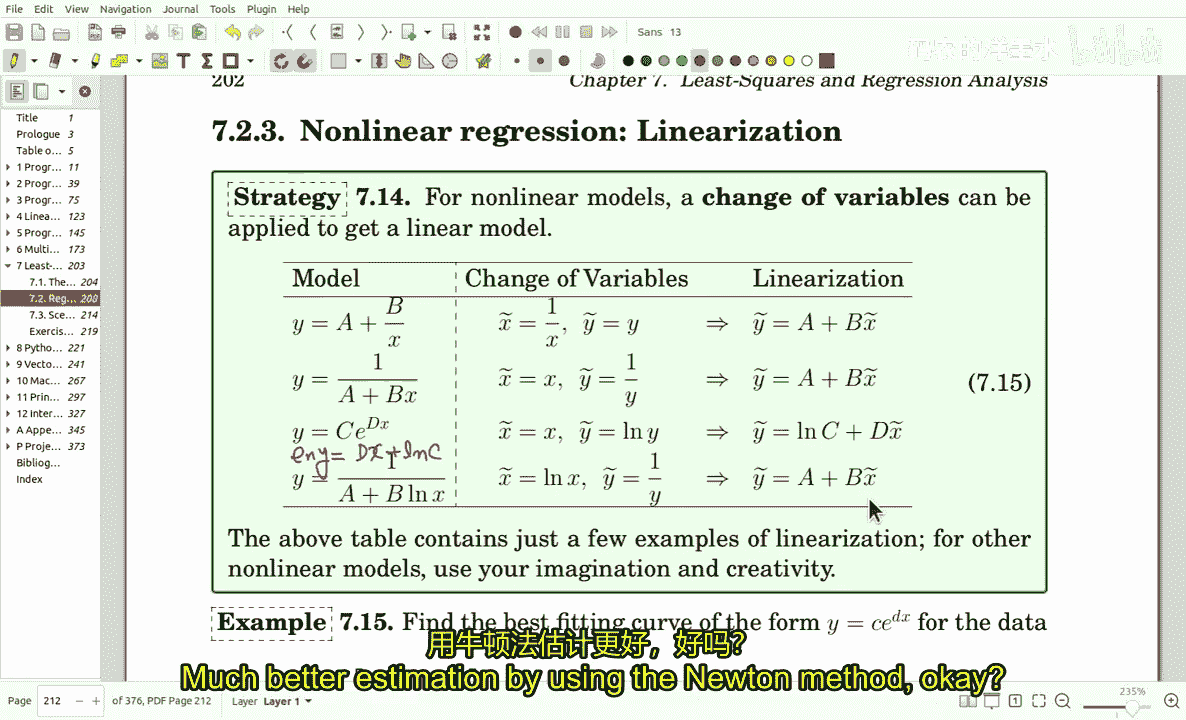 File Edit View Navigation Journal Tools Plugin Help
Sans 13
202 Chapter 7. Least-Squares and Regression Analysis
Title 1
Prologue 3
Table o... 5
1 Progr... 11
2 Progr... 39
3 Progr... 75
4 Linea... 123
5 Progr... 145
6 Multi... 173
7 Least-... 203
7.1. The... 204
7.2. Reg... 208
7.3. Sce... 214
Exercis... 219
8 Pytho... 221
9 Vecto... 241
10 Mac... 267
11 Prin... 297
12 Inter... 327
A Appe... 345
P Proje... 373
Bibliog...
Index
7.2.3. Nonlinear regression: Linearization
Strategy 7.14. For nonlinear models, a change of variables can be
applied to get a linear model.
Model Change of Variables Linearization
y = A + B/x x̃ = 1/x, ỹ = y ⇒ ỹ = A + Bx̃
y = 1/(A + Bx) x̃ = x, ỹ = 1/y ⇒ ỹ = A + Bx̃ (7.15)
y = Ce^{Dx} x̃ = x, ỹ = ln y ⇒ ỹ = ln C + Dx̃
ln y = Dx + ln C
y = 1/(A + B ln x) x̃ = ln x, ỹ = 1/y ⇒ ỹ = A + Bx̃
The above table contains just a few examples of linearization; for other
nonlinear models, use your imagination and creativity.
Example 7.15. Find the best fitting curve of the form y = ce^{dx} for the data
用牛顿法估计更好，好吗？
Much better estimation by using the Newton method, okay?
Page 212 of 376, PDF Page 212 Layer Layer 1 235%